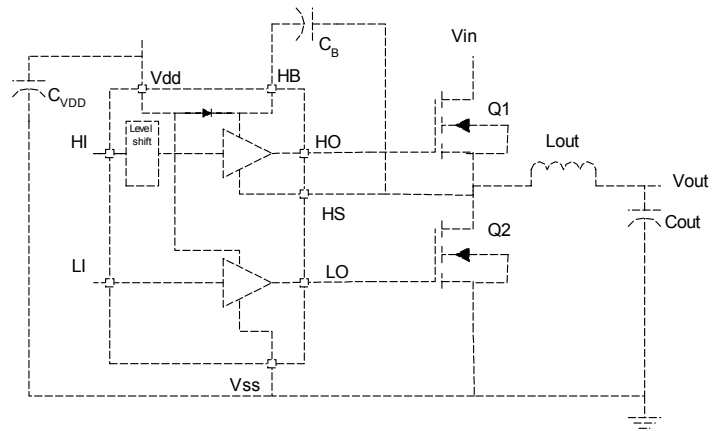 C_B
Vin
Vdd
HB
C_VDD
Level
shift
HI
HO
Q1
Lout
Vout
HS
Cout
Q2
LI
LO
Vss